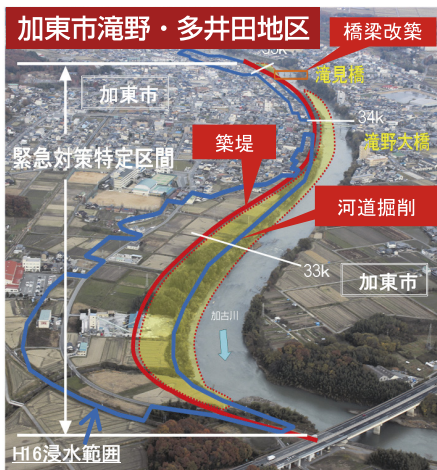 加東市滝野・多井田地区
橋梁改築
滝見橋
加東市
34k
滝野大橋
築堤
緊急対策特定区間
河道掘削
33k
加東市
加古川
H16浸水範囲